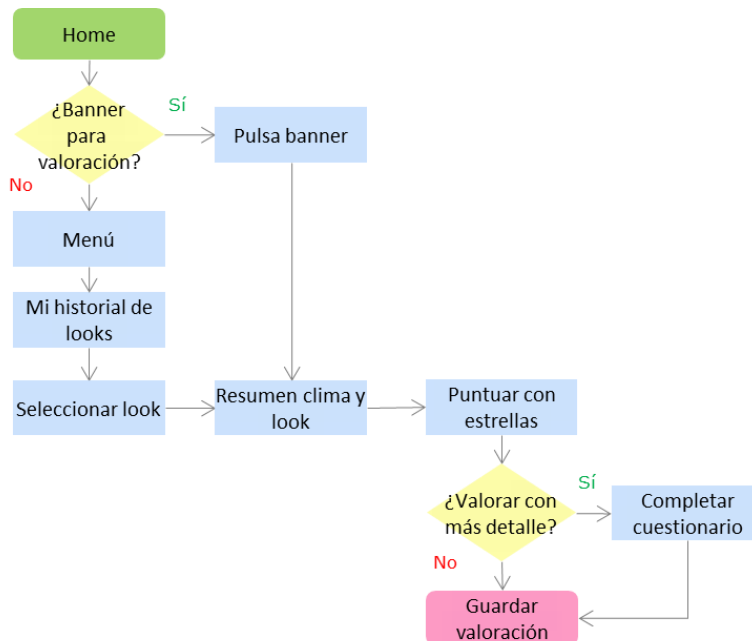 Home
¿Banner
para
valoración?
Sí
Pulsa banner
No
Menú
Mi historial de
looks
Seleccionar look
Resumen clima y
look
Puntuar con
estrellas
¿Valorar con
más detalle?
Sí
Completar
cuestionario
No
Guardar
valoración